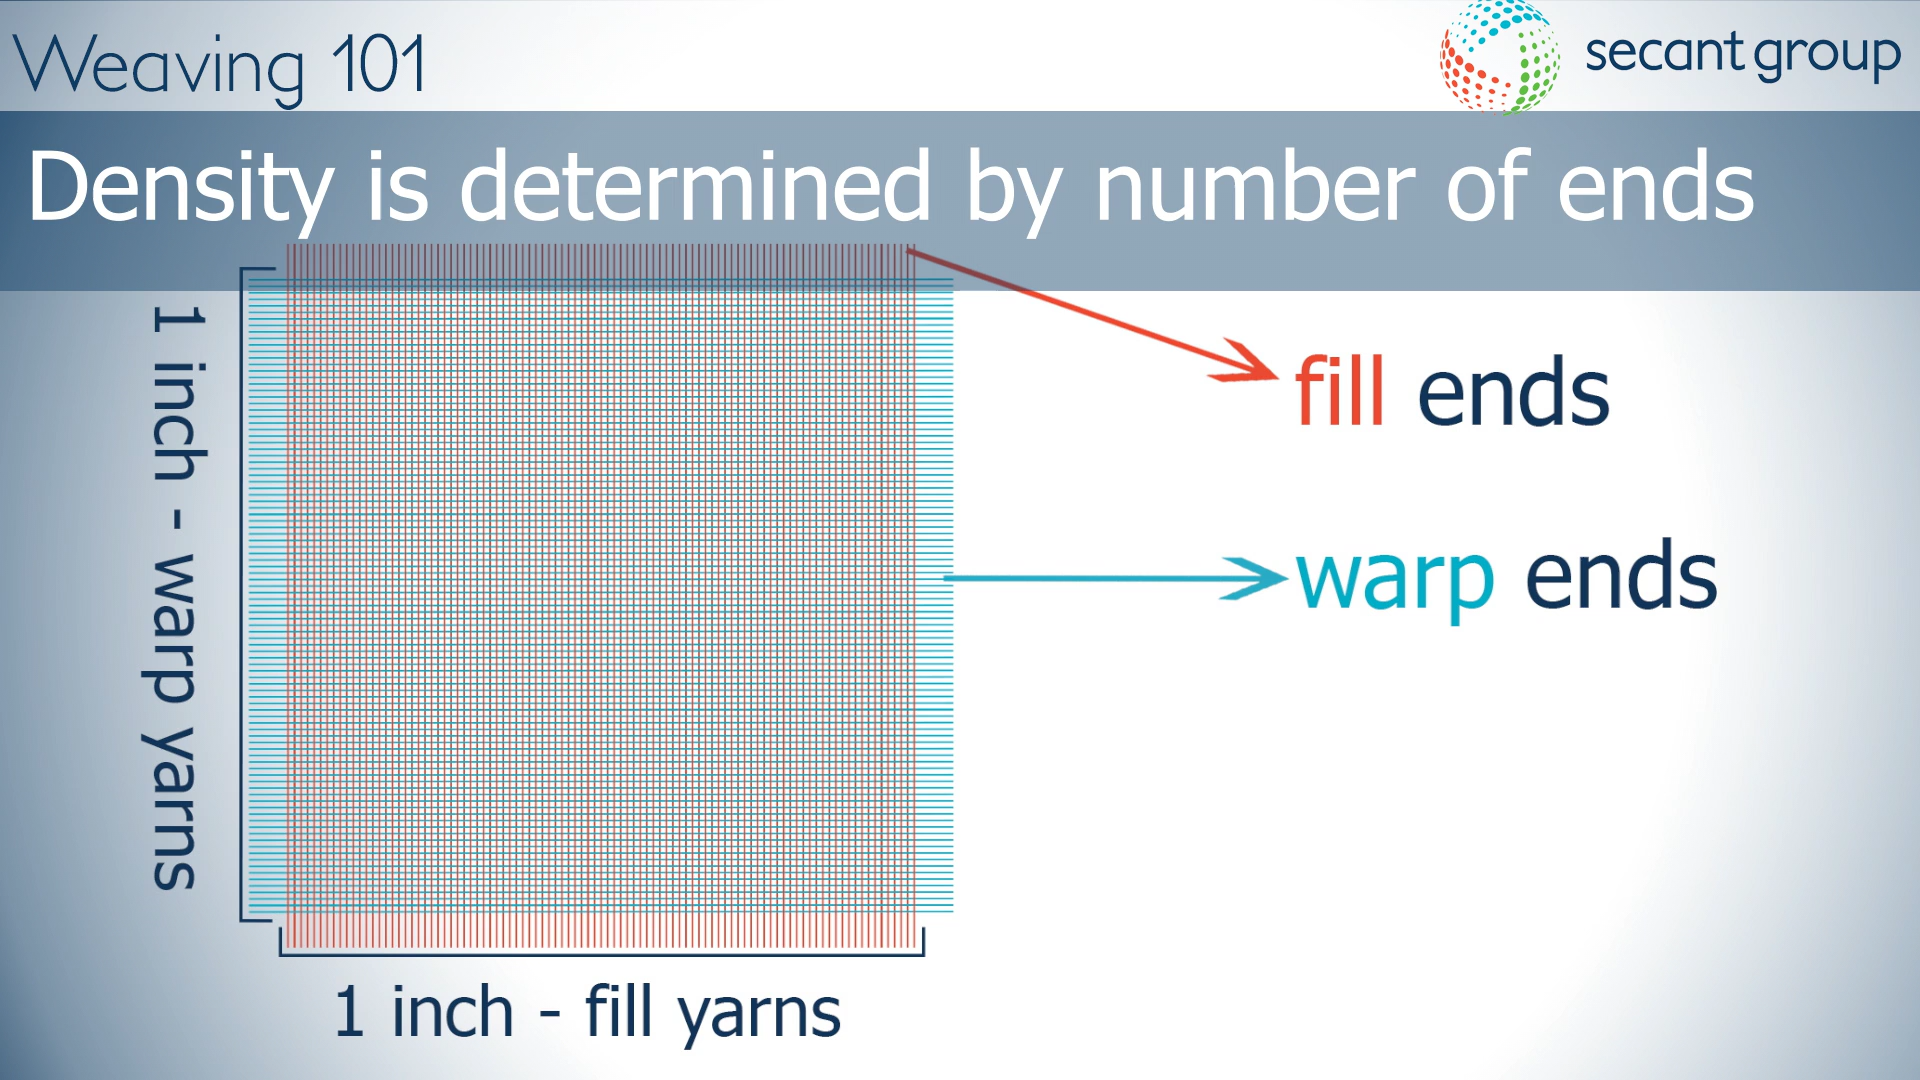 Weaving 101
secant group
Density is determined by number of ends
1 inch - warp yarns
fill ends
warp ends
1 inch - fill yarns